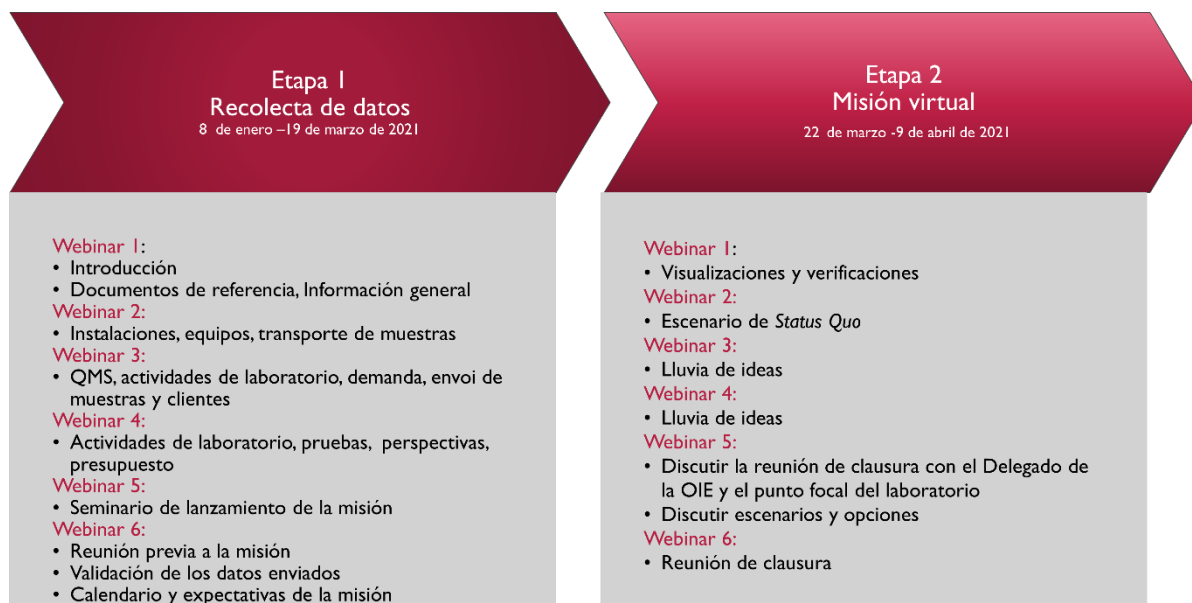 Etapa 1
Recolecta de datos
8 de enero –19 de marzo de 2021
Webinar 1:
• Introducción
• Documentos de referencia, Información general
Webinar 2:
• Instalaciones, equipos, transporte de muestras
Webinar 3:
• QMS, actividades de laboratorio, demanda, envoi de
muestras y clientes
Webinar 4:
• Actividades de laboratorio, pruebas, perspectivas,
presupuesto
Webinar 5:
• Seminario de lanzamiento de la misión
Webinar 6:
• Reunión previa a la misión
• Validación de los datos enviados
• Calendario y expectativas de la misión
Etapa 2
Misión virtual
22 de marzo -9 de abril de 2021
Webinar 1:
• Visualizaciones y verificaciones
Webinar 2:
• Escenario de Status Quo
Webinar 3:
• Lluvia de ideas
Webinar 4:
• Lluvia de ideas
Webinar 5:
• Discutir la reunión de clausura con el Delegado de
la OIE y el punto focal del laboratorio
• Discutir escenarios y opciones
Webinar 6:
• Reunión de clausura